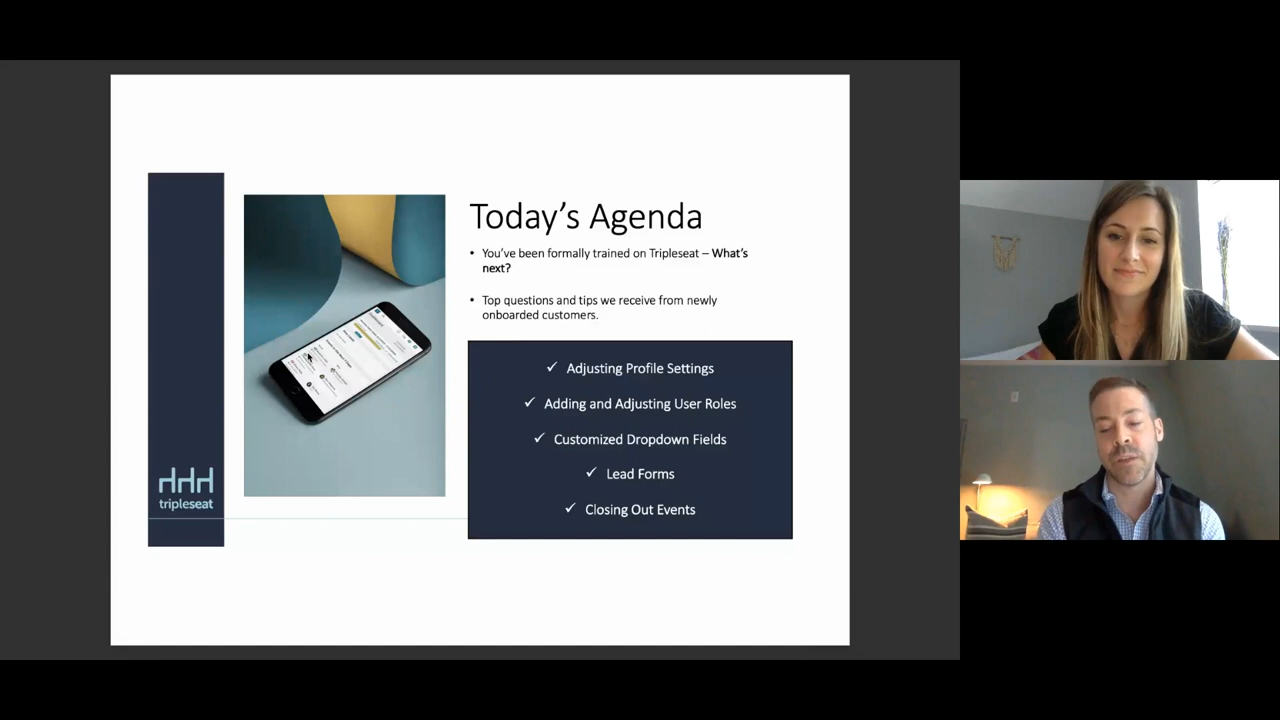 Today's Agenda
• You've been formally trained on Tripleseat – What's
next?
• Top questions and tips we receive from newly
onboarded customers.
✓ Adjusting Profile Settings
✓ Adding and Adjusting User Roles
✓ Customized Dropdown Fields
✓ Lead Forms
✓ Closing Out Events
tripleseat